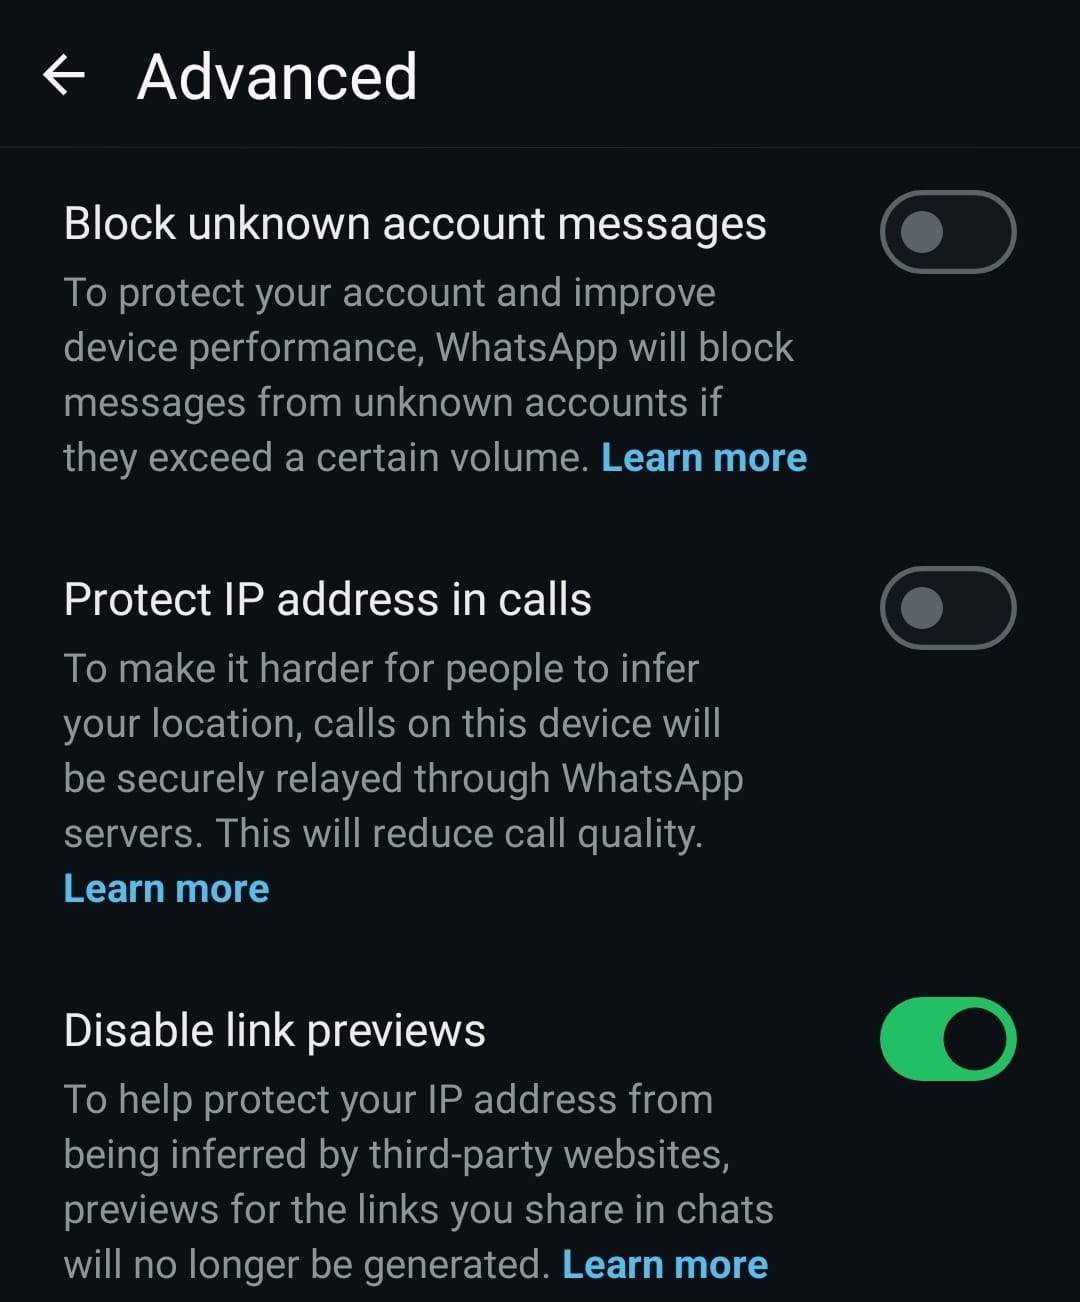 Advanced
Block unknown account messages
To protect your account and improve
device performance, WhatsApp will block
messages from unknown accounts if
they exceed a certain volume. Learn more
Protect IP address in calls
To make it harder for people to infer
your location, calls on this device will
be securely relayed through WhatsApp
servers. This will reduce call quality.
Learn more
Disable link previews
To help protect your IP address from
being inferred by third-party websites,
previews for the links you share in chats
will no longer be generated. Learn more